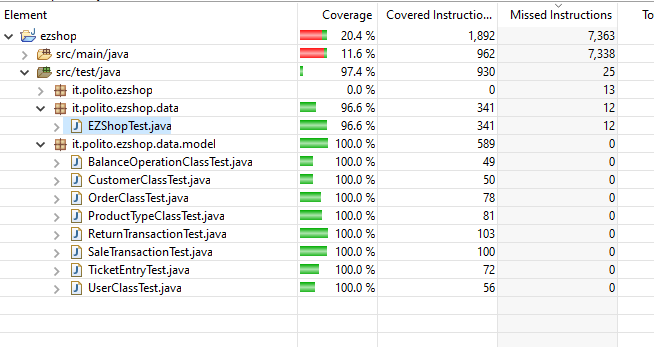 Element Coverage Covered Instructio... Missed Instructions To
ezshop 20.4 % 1,892 7,363
src/main/java 11.6 % 962 7,338
src/test/java 97.4 % 930 25
it.polito.ezshop 0.0 % 0 13
it.polito.ezshop.data 96.6 % 341 12
EZShopTest.java 96.6 % 341 12
it.polito.ezshop.data.model 100.0 % 589 0
BalanceOperationClassTest.java 100.0 % 49 0
CustomerClassTest.java 100.0 % 50 0
OrderClassTest.java 100.0 % 78 0
ProductTypeClassTest.java 100.0 % 81 0
ReturnTransactionTest.java 100.0 % 103 0
SaleTransactionTest.java 100.0 % 100 0
TicketEntryTest.java 100.0 % 72 0
UserClassTest.java 100.0 % 56 0